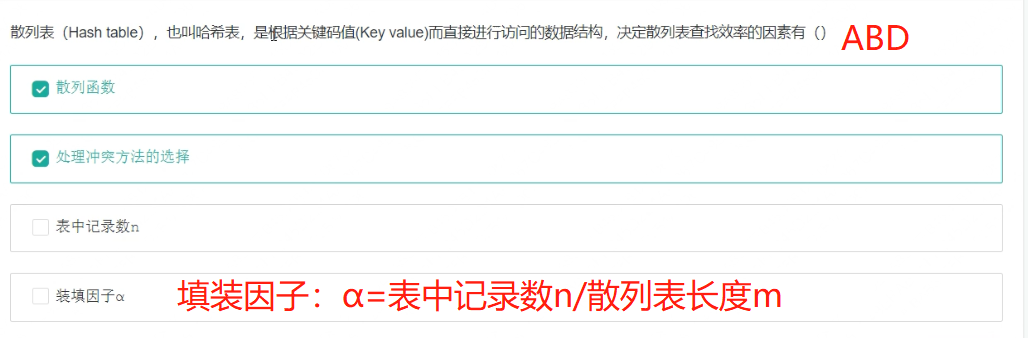 散列表（Hash table），也叫哈希表，是根据关键码值(Key value)而直接进行访问的数据结构，决定散列表查找效率的因素有（） ABD
散列函数
处理冲突方法的选择
表中记录数n
装填因子α 填装因子：α=表中记录数n/散列表长度m